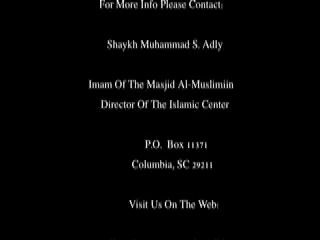 For More Info Please Contact:
Shaykh Muhammad S. Adly
Imam Of The Masjid Al-Muslimiin
Director Of The Islamic Center
P.O. Box 11371
Columbia, SC 29211
Visit Us On The Web: